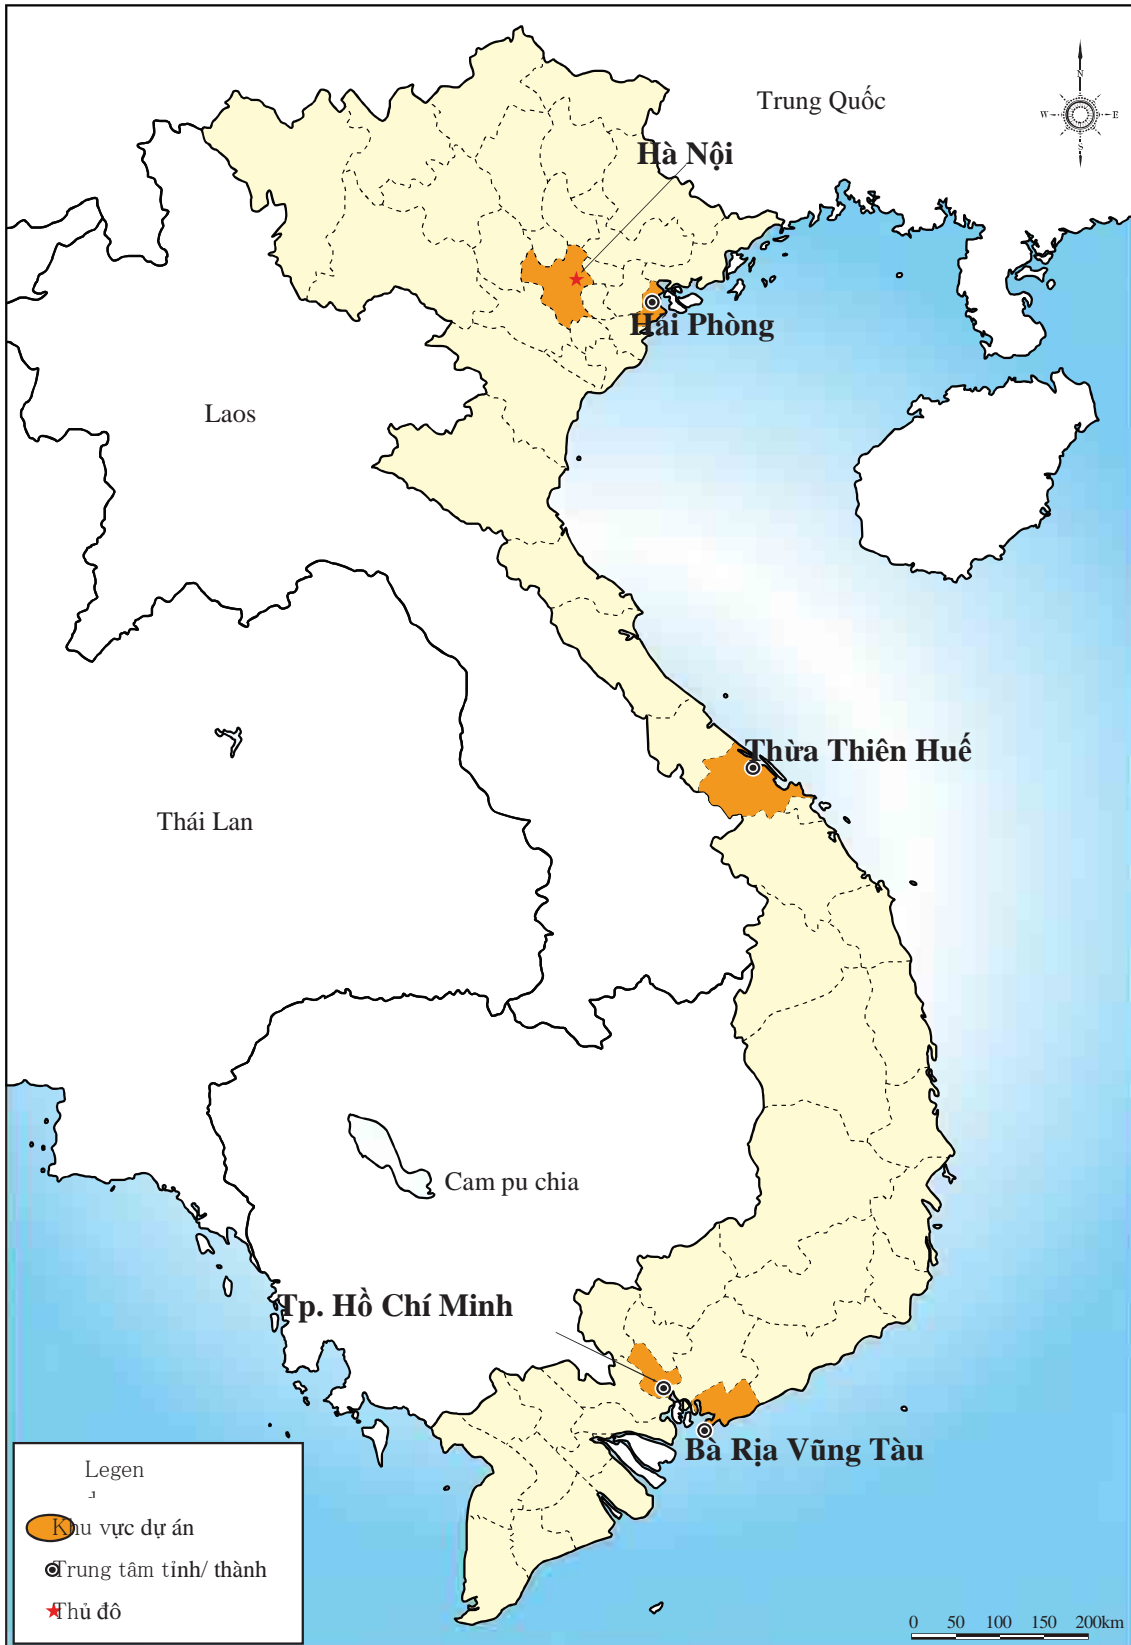 Trung Quốc
N
W
E
S
Hà Nội
Hải Phòng
Laos
Thừa Thiên Huế
Thái Lan
Cam pu chia
Tp. Hồ Chí Minh
Bà Rịa Vũng Tàu
Legen
Khu vực dự án
Trung tâm tỉnh/ thành
Thủ đô
0 50 100 150 200km